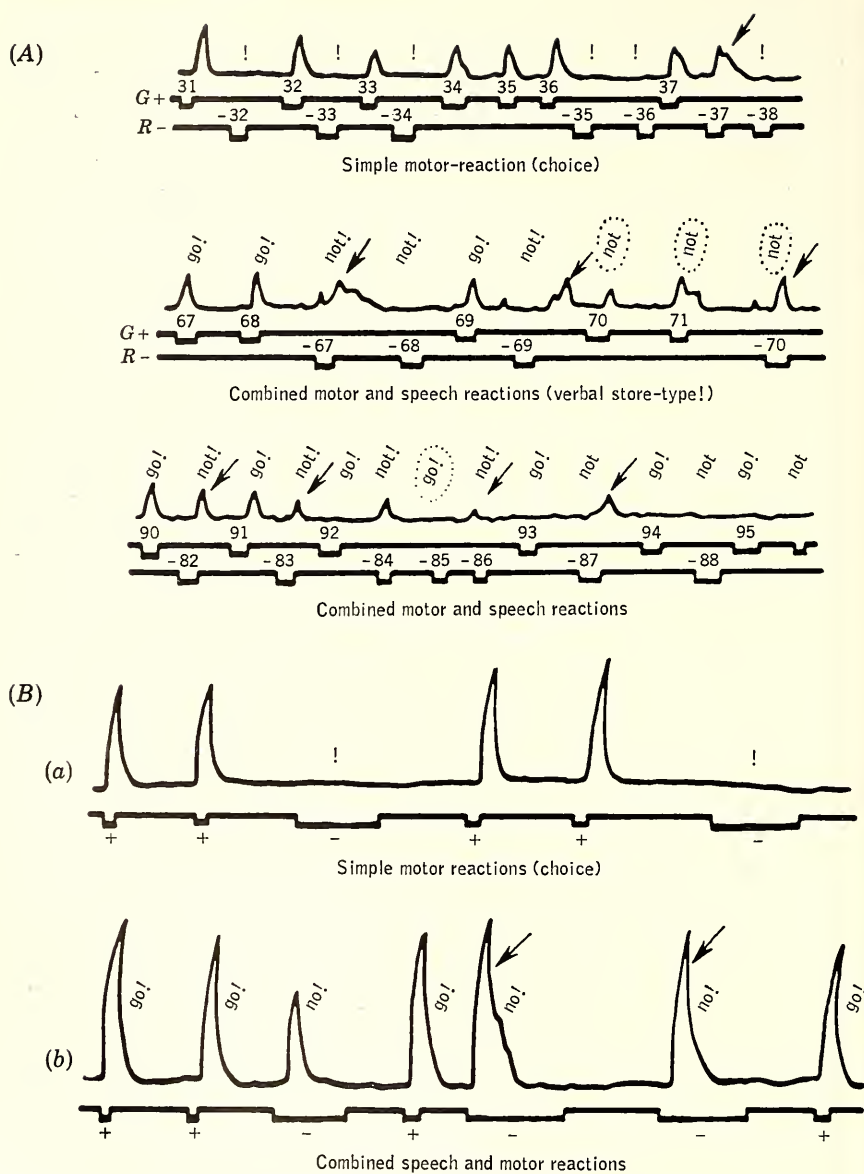 (A)
! ! ! ! ! !
31 32 33 34 35 36 37
G+
-32 -33 -34 -35 -36 -37 -38
R-
Simple motor-reaction (choice)
go! go! not! not! go! not! not not not
67 68 69 70 71
G+
-67 -68 -69 -70
R-
Combined motor and speech reactions (verbal store-type!)
go! not! go! not! go! not! go! not! go! not go! not go! not
90 91 92 93 94 95
-82 -83 -84 -85 -86 -87 -88
Combined motor and speech reactions
(B)
(a)
! !
+ + - + + -
Simple motor reactions (choice)
go! go! no! go! no! no! go!
(b)
+ + - + - - +
Combined speech and motor reactions